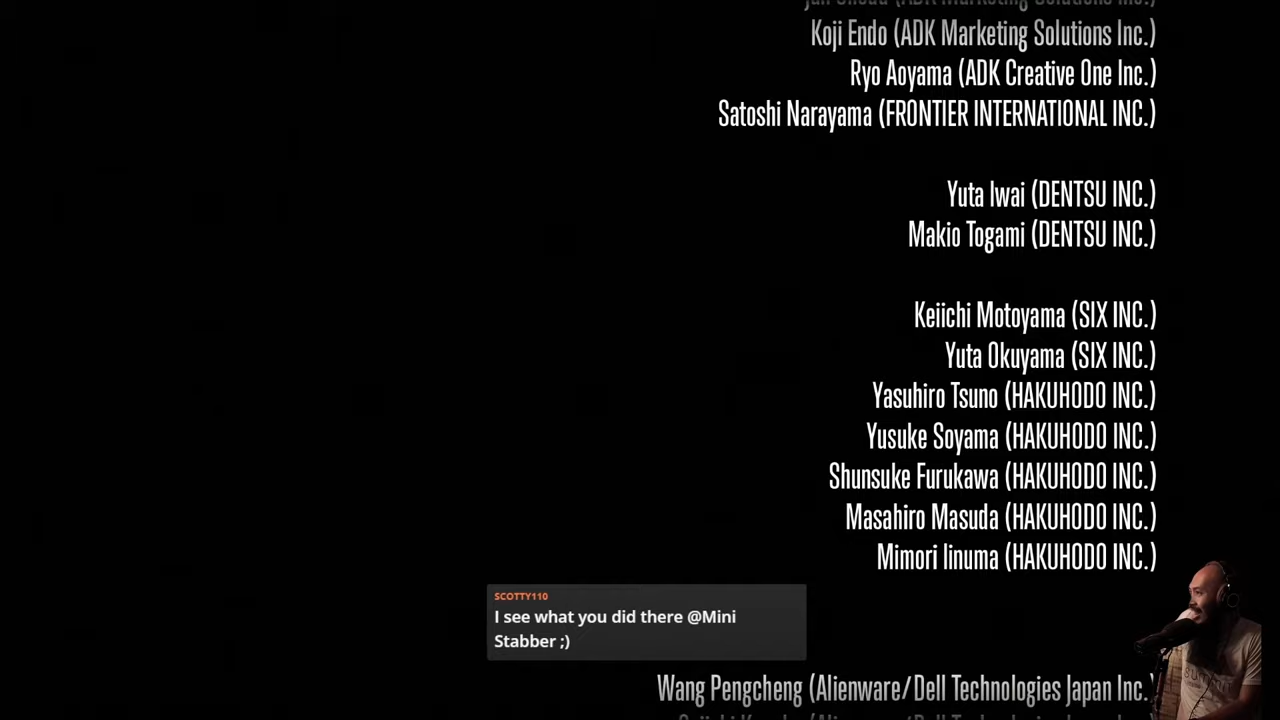 Koji Endo (ADK Marketing Solutions Inc.)
Ryo Aoyama (ADK Creative One Inc.)
Satoshi Narayama (FRONTIER INTERNATIONAL INC.)
Yuta Iwai (DENTSU INC.)
Makio Togami (DENTSU INC.)
Keiichi Motoyama (SIX INC.)
Yuta Okuyama (SIX INC.)
Yasuhiro Tsuno (HAKUHODO INC.)
Yusuke Soyama (HAKUHODO INC.)
Shunsuke Furukawa (HAKUHODO INC.)
Masahiro Masuda (HAKUHODO INC.)
Mimori Iinuma (HAKUHODO INC.)
SCOTTY110
I see what you did there @Mini
Stabber ;)
Wang Pengcheng (Alienware/Dell Technologies Japan Inc.)